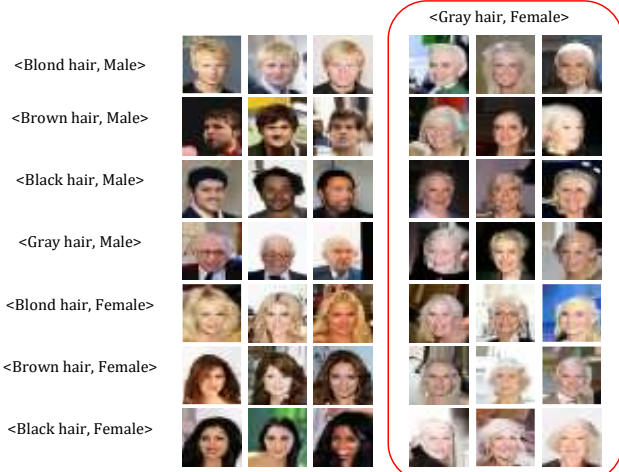 <Gray hair, Female>
<Blond hair, Male>
<Brown hair, Male>
<Black hair, Male>
<Gray hair, Male>
<Blond hair, Female>
<Brown hair, Female>
<Black hair, Female>